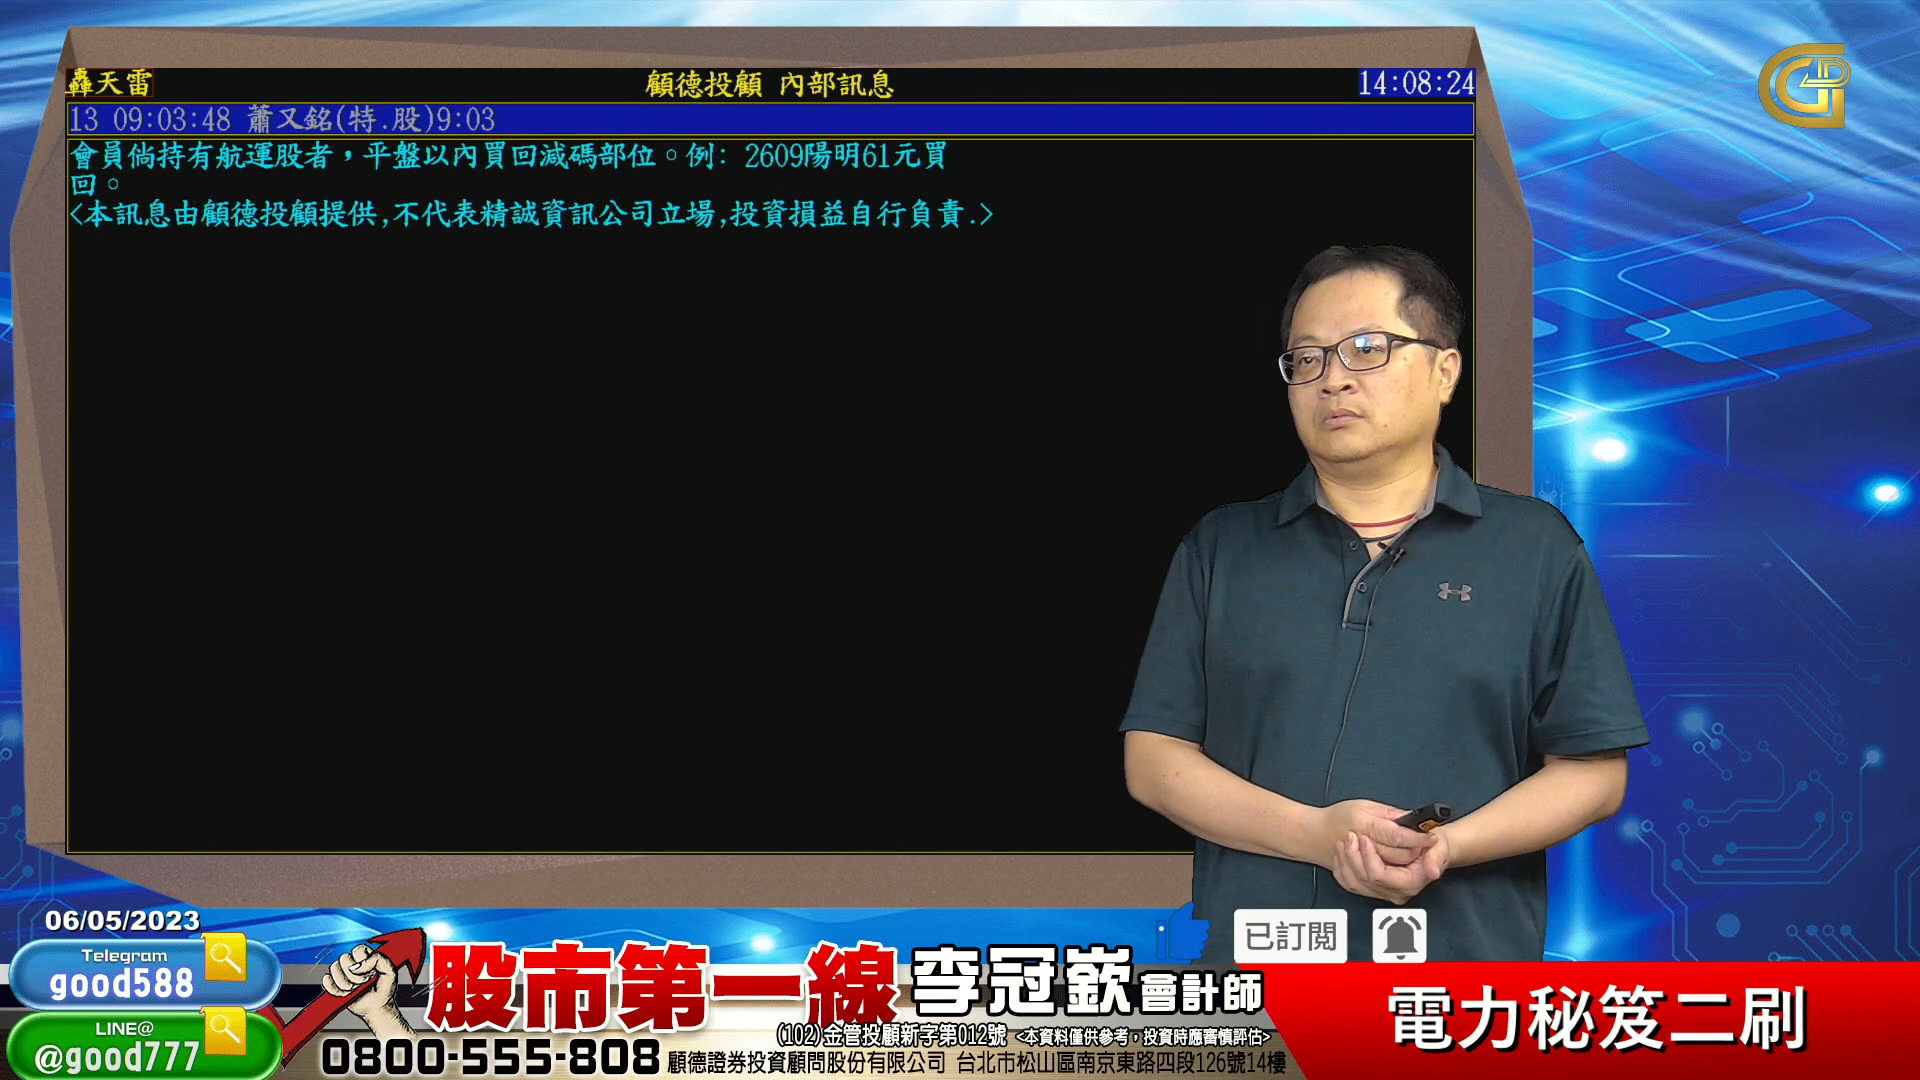 轟天雷 顧德投顧 內部訊息 14:08:24
13 09:03:48 蕭又銘(特.股)9:03
會員倘持有航運股者，平盤以內買回減碼部位。例: 2609陽明61元買
回。
<本訊息由顧德投顧提供,不代表精誠資訊公司立場,投資損益自行負責.>
06/05/2023
Telegram
good588
LINE@
@good777
股市第一線 李冠嶔 會計師
(102)金管投顧新字第012號 <本資料僅供參考，投資時應審慎評估>
0800-555-808 顧德證券投資顧問股份有限公司 台北市松山區南京東路四段126號14樓
已訂閱
電力秘笈二刷